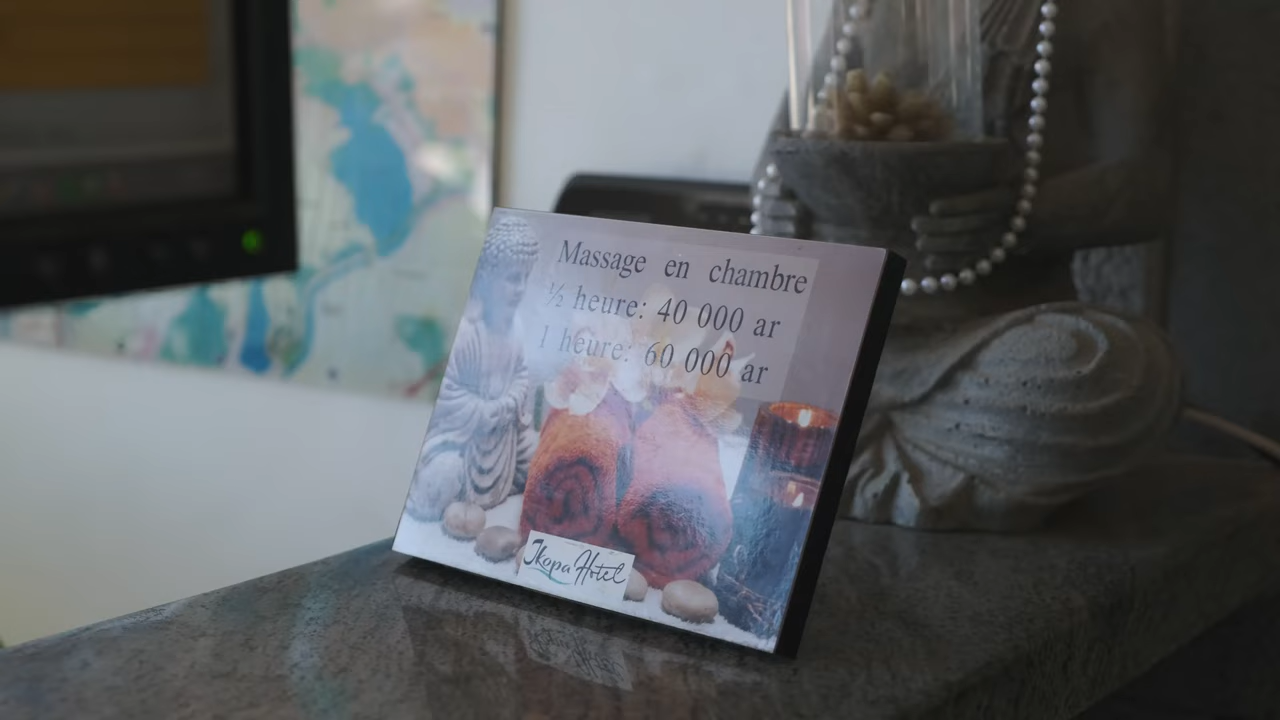 Massage en chambre
½ heure: 40 000 ar
1 heure: 60 000 ar
Ikopa Hotel